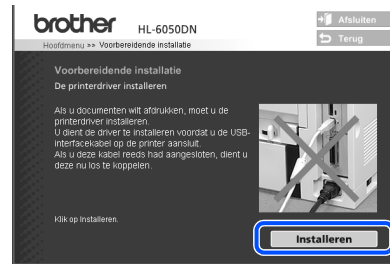 brother HL-6050DN
Afsluiten
Terug
Hoofdmenu >> Voorbereidende installatie
Voorbereidende installatie
De printerdriver installeren
Als u documenten wilt afdrukken, moet u de
printerdriver installeren.
U dient de driver te installeren voordat u de USB-
interfacekabel op de printer aansluit.
Als u deze kabel reeds had aangesloten, dient u
deze nu los te koppelen.
Klik op Installeren.
Installeren